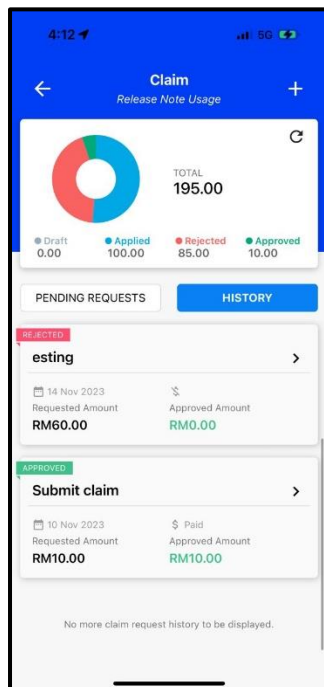 4:12 5G
Claim
Release Note Usage
TOTAL
195.00
Draft Applied Rejected Approved
0.00 100.00 85.00 10.00
PENDING REQUESTS HISTORY
REJECTED
esting
14 Nov 2023
Requested Amount Approved Amount
RM60.00 RM0.00
APPROVED
Submit claim
10 Nov 2023 $ Paid
Requested Amount Approved Amount
RM10.00 RM10.00
No more claim request history to be displayed.